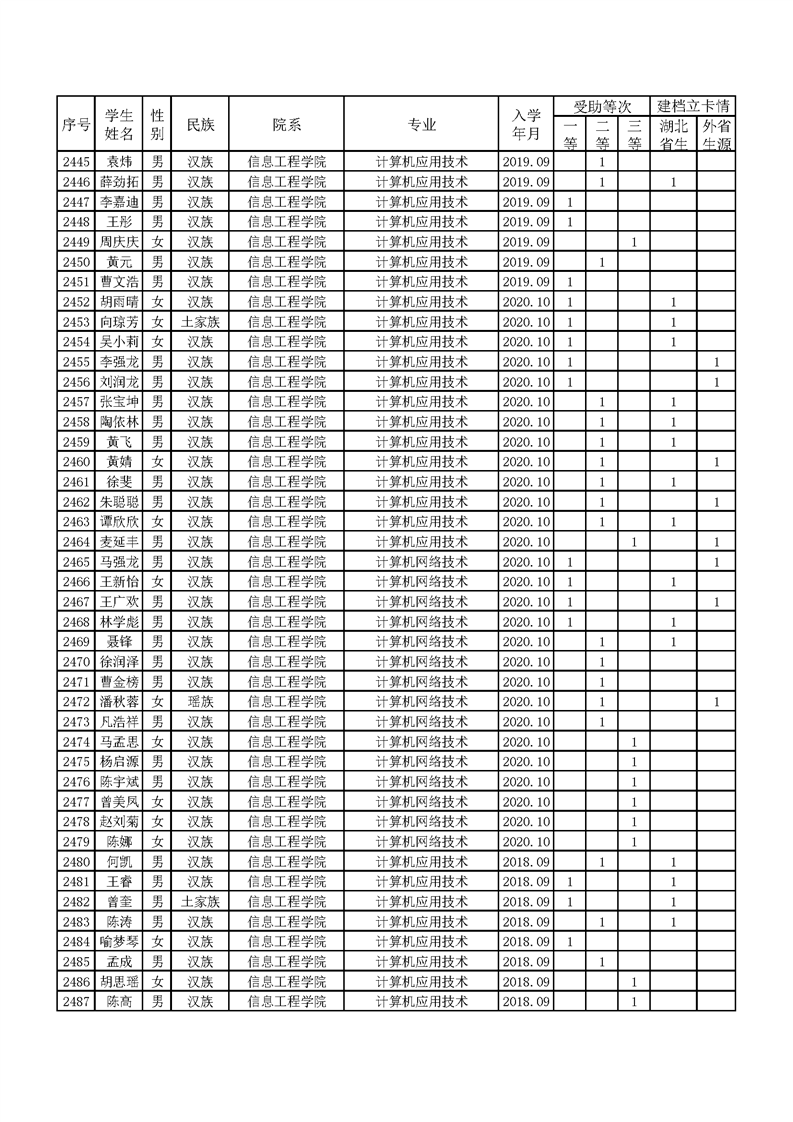 序号 学生姓名 性别 民族 院系 专业 入学年月 受助等次 建档立卡情
一等 二等 三等 湖北省生 外省生源
2445 袁炜 男 汉族 信息工程学院 计算机应用技术 2019.09 1
2446 薛劲拓 男 汉族 信息工程学院 计算机应用技术 2019.09 1 1
2447 李嘉迪 男 汉族 信息工程学院 计算机应用技术 2019.09 1
2448 王彤 男 汉族 信息工程学院 计算机应用技术 2019.09 1
2449 周庆庆 女 汉族 信息工程学院 计算机应用技术 2019.09 1
2450 黄元 男 汉族 信息工程学院 计算机应用技术 2019.09 1
2451 曹文浩 男 汉族 信息工程学院 计算机应用技术 2019.09 1
2452 胡雨晴 女 汉族 信息工程学院 计算机应用技术 2020.10 1 1
2453 向琼芳 女 土家族 信息工程学院 计算机应用技术 2020.10 1 1
2454 吴小莉 女 汉族 信息工程学院 计算机应用技术 2020.10 1 1
2455 李强龙 男 汉族 信息工程学院 计算机应用技术 2020.10 1 1
2456 刘润龙 男 汉族 信息工程学院 计算机应用技术 2020.10 1 1
2457 张宝坤 男 汉族 信息工程学院 计算机应用技术 2020.10 1 1
2458 陶依林 男 汉族 信息工程学院 计算机应用技术 2020.10 1 1
2459 黄飞 男 汉族 信息工程学院 计算机应用技术 2020.10 1 1
2460 黄婧 女 汉族 信息工程学院 计算机应用技术 2020.10 1 1
2461 徐斐 男 汉族 信息工程学院 计算机应用技术 2020.10 1 1
2462 朱聪聪 男 汉族 信息工程学院 计算机应用技术 2020.10 1 1
2463 谭欣欣 女 汉族 信息工程学院 计算机应用技术 2020.10 1 1
2464 麦延丰 男 汉族 信息工程学院 计算机应用技术 2020.10 1 1
2465 马强龙 男 汉族 信息工程学院 计算机网络技术 2020.10 1 1
2466 王新怡 女 汉族 信息工程学院 计算机网络技术 2020.10 1 1
2467 王广欢 男 汉族 信息工程学院 计算机网络技术 2020.10 1 1
2468 林学彪 男 汉族 信息工程学院 计算机网络技术 2020.10 1 1
2469 聂锋 男 汉族 信息工程学院 计算机网络技术 2020.10 1 1
2470 徐润泽 男 汉族 信息工程学院 计算机网络技术 2020.10 1
2471 曹金榜 男 汉族 信息工程学院 计算机网络技术 2020.10 1
2472 潘秋蓉 女 瑶族 信息工程学院 计算机网络技术 2020.10 1 1
2473 凡浩祥 男 汉族 信息工程学院 计算机网络技术 2020.10 1
2474 马孟思 女 汉族 信息工程学院 计算机网络技术 2020.10 1
2475 杨启源 男 汉族 信息工程学院 计算机网络技术 2020.10 1
2476 陈宇斌 男 汉族 信息工程学院 计算机网络技术 2020.10 1
2477 曾美凤 女 汉族 信息工程学院 计算机网络技术 2020.10 1
2478 赵刘菊 女 汉族 信息工程学院 计算机网络技术 2020.10 1
2479 陈娜 女 汉族 信息工程学院 计算机网络技术 2020.10 1
2480 何凯 男 汉族 信息工程学院 计算机应用技术 2018.09 1 1
2481 王睿 男 汉族 信息工程学院 计算机应用技术 2018.09 1 1
2482 曾奎 男 土家族 信息工程学院 计算机应用技术 2018.09 1 1
2483 陈涛 男 汉族 信息工程学院 计算机应用技术 2018.09 1 1
2484 喻梦琴 女 汉族 信息工程学院 计算机应用技术 2018.09 1
2485 孟成 男 汉族 信息工程学院 计算机应用技术 2018.09 1
2486 胡思瑶 女 汉族 信息工程学院 计算机应用技术 2018.09 1
2487 陈高 男 汉族 信息工程学院 计算机应用技术 2018.09 1